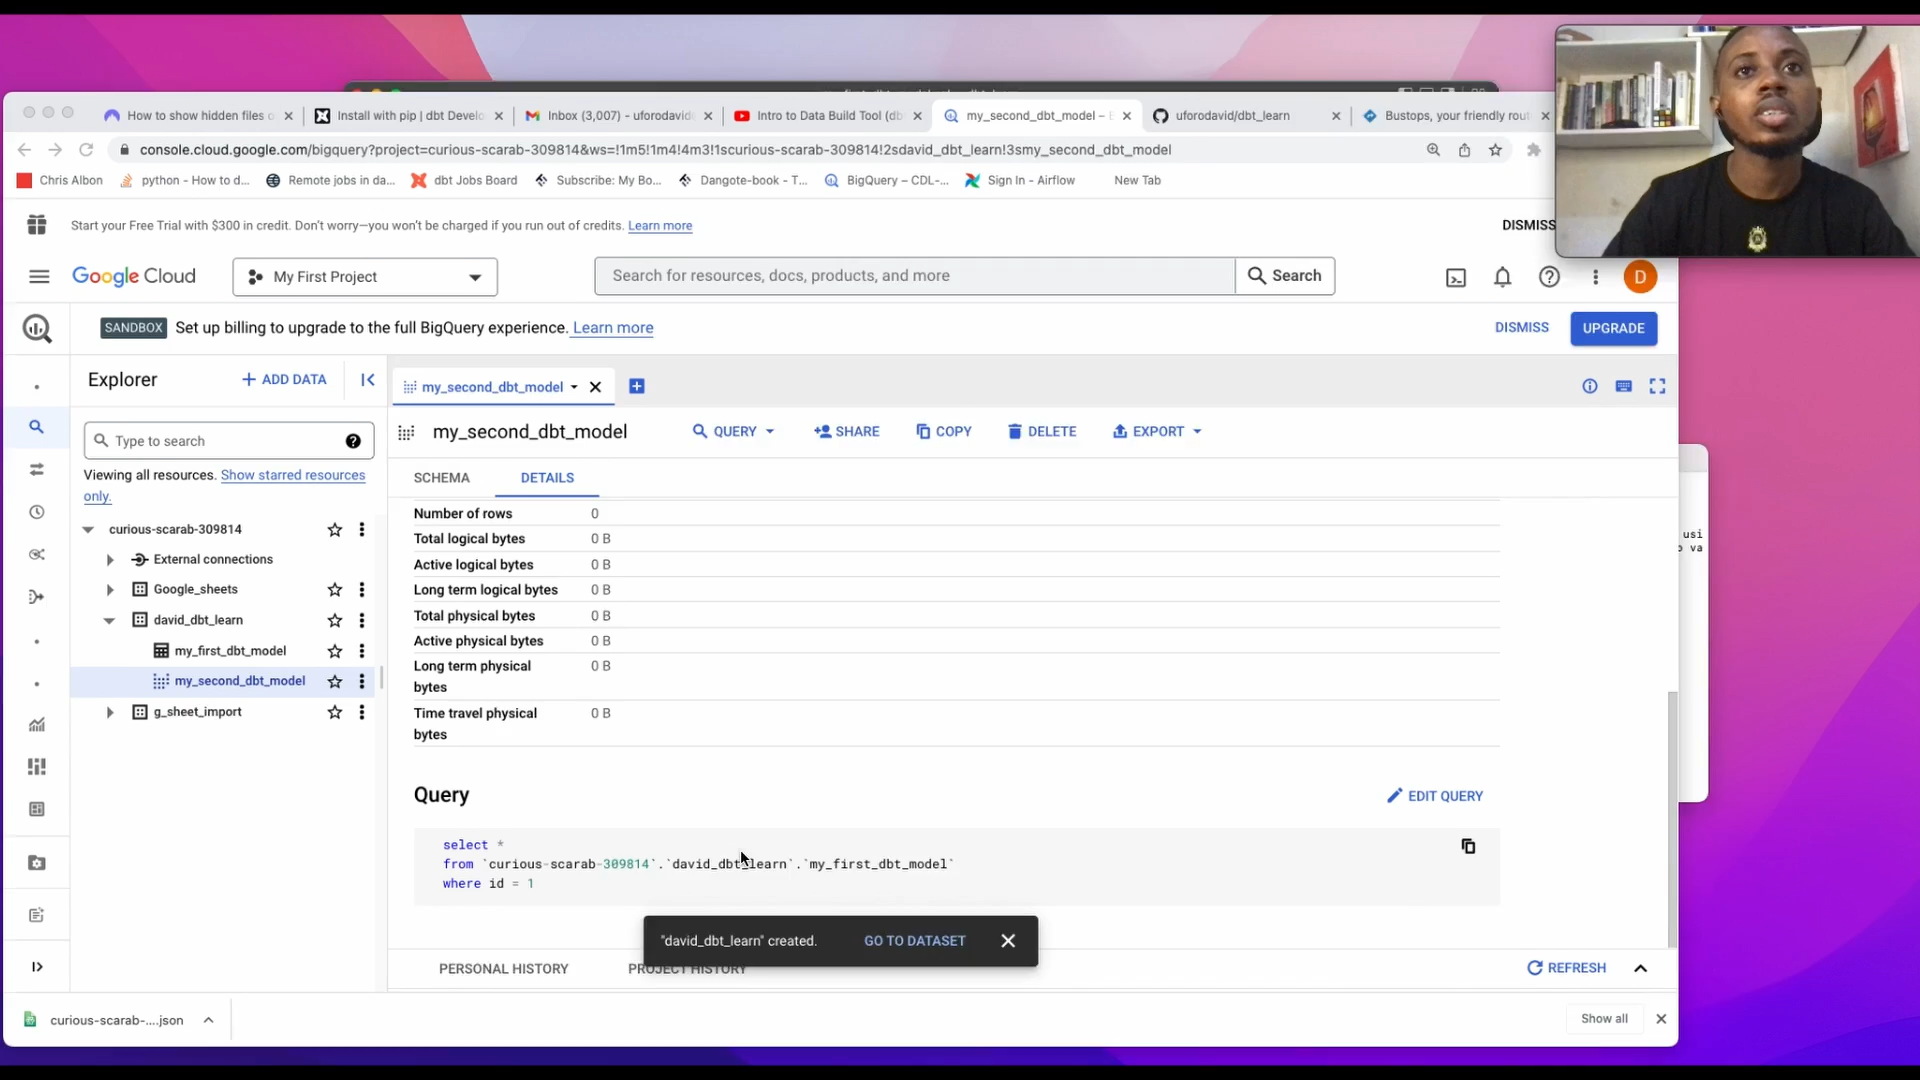 How to show hidden files o
Install with pip | dbt Develo
Inbox (3,007) - uforodavid
Intro to Data Build Tool (db
my_second_dbt_model – B
uforodavid/dbt_learn
Bustops, your friendly rout
console.cloud.google.com/bigquery?project=curious-scarab-309814&ws=!1m5!1m4!4m3!1scurious-scarab-309814!2sdavid_dbt_learn!3smy_second_dbt_model
Chris Albon
python - How to d...
Remote jobs in da...
dbt Jobs Board
Subscribe: My Bo...
Dangote-book - T...
BigQuery – CDL-...
Sign In - Airflow
New Tab
Start your Free Trial with $300 in credit. Don't worry—you won't be charged if you run out of credits. Learn more
DISMISS
Google Cloud
My First Project
Search for resources, docs, products, and more
Search
D
SANDBOX
Set up billing to upgrade to the full BigQuery experience. Learn more
DISMISS
UPGRADE
Explorer
+ ADD DATA
my_second_dbt_model
Type to search
my_second_dbt_model
QUERY
SHARE
COPY
DELETE
EXPORT
Viewing all resources. Show starred resources
only.
SCHEMA
DETAILS
curious-scarab-309814
External connections
Google_sheets
david_dbt_learn
my_first_dbt_model
my_second_dbt_model
g_sheet_import
Number of rows 0
Total logical bytes 0 B
Active logical bytes 0 B
Long term logical bytes 0 B
Total physical bytes 0 B
Active physical bytes 0 B
Long term physical 0 B
bytes
Time travel physical 0 B
bytes
usi
va
Query
EDIT QUERY
select *
from `curious-scarab-309814`.`david_dbt_learn`.`my_first_dbt_model`
where id = 1
"david_dbt_learn" created.
GO TO DATASET
PERSONAL HISTORY
PROJECT HISTORY
REFRESH
curious-scarab-....json
Show all